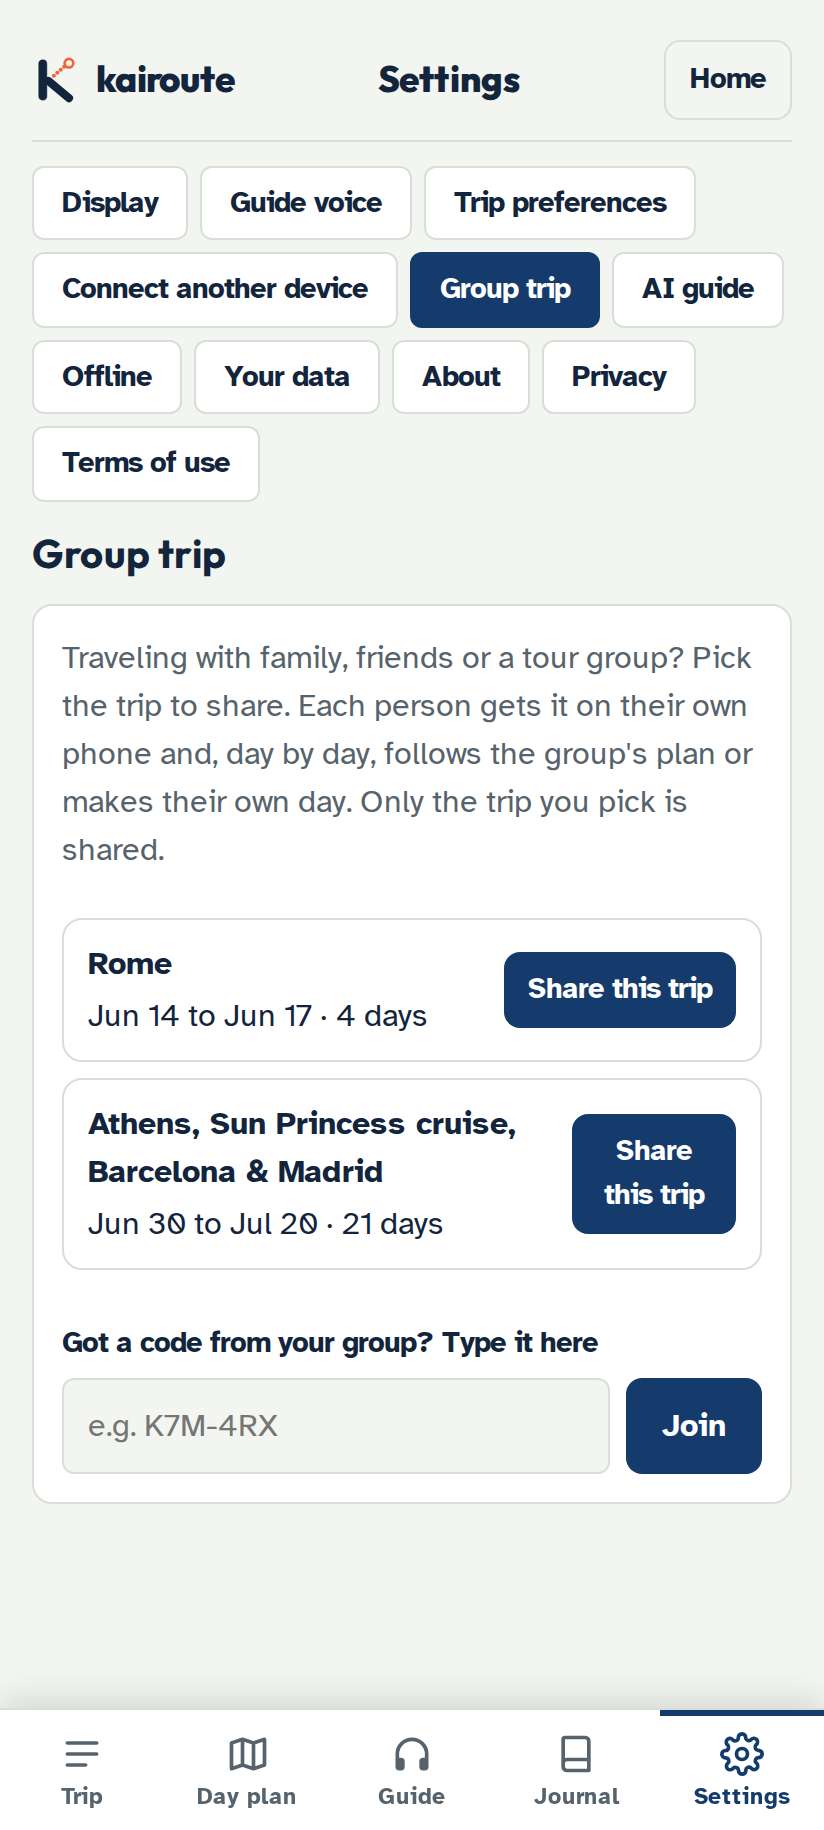 kairoute
Settings
Home
Display
Guide voice
Trip preferences
Connect another device
Group trip
AI guide
Offline
Your data
About
Privacy
Terms of use
Group trip
Traveling with family, friends or a tour group? Pick
the trip to share. Each person gets it on their own
phone and, day by day, follows the group's plan or
makes their own day. Only the trip you pick is
shared.
Rome
Jun 14 to Jun 17 · 4 days
Share this trip
Athens, Sun Princess cruise,
Barcelona & Madrid
Jun 30 to Jul 20 · 21 days
Share
this trip
Got a code from your group? Type it here
e.g. K7M-4RX
Join
Trip
Day plan
Guide
Journal
Settings